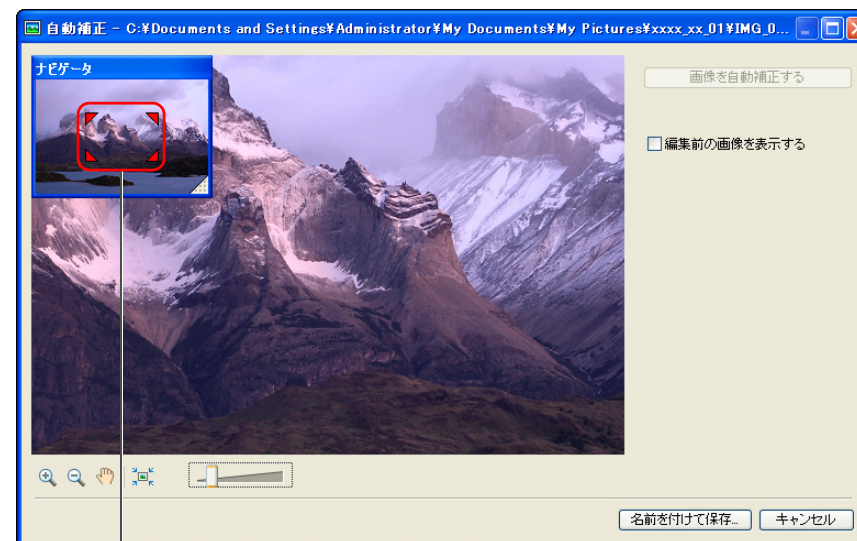 自動補正 - C:¥Documents and Settings¥Administrator¥My Documents¥My Pictures¥xxxx_xx_01¥IMG_0...
ナビゲータ
画像を自動補正する
編集前の画像を表示する
名前を付けて保存...
キャンセル